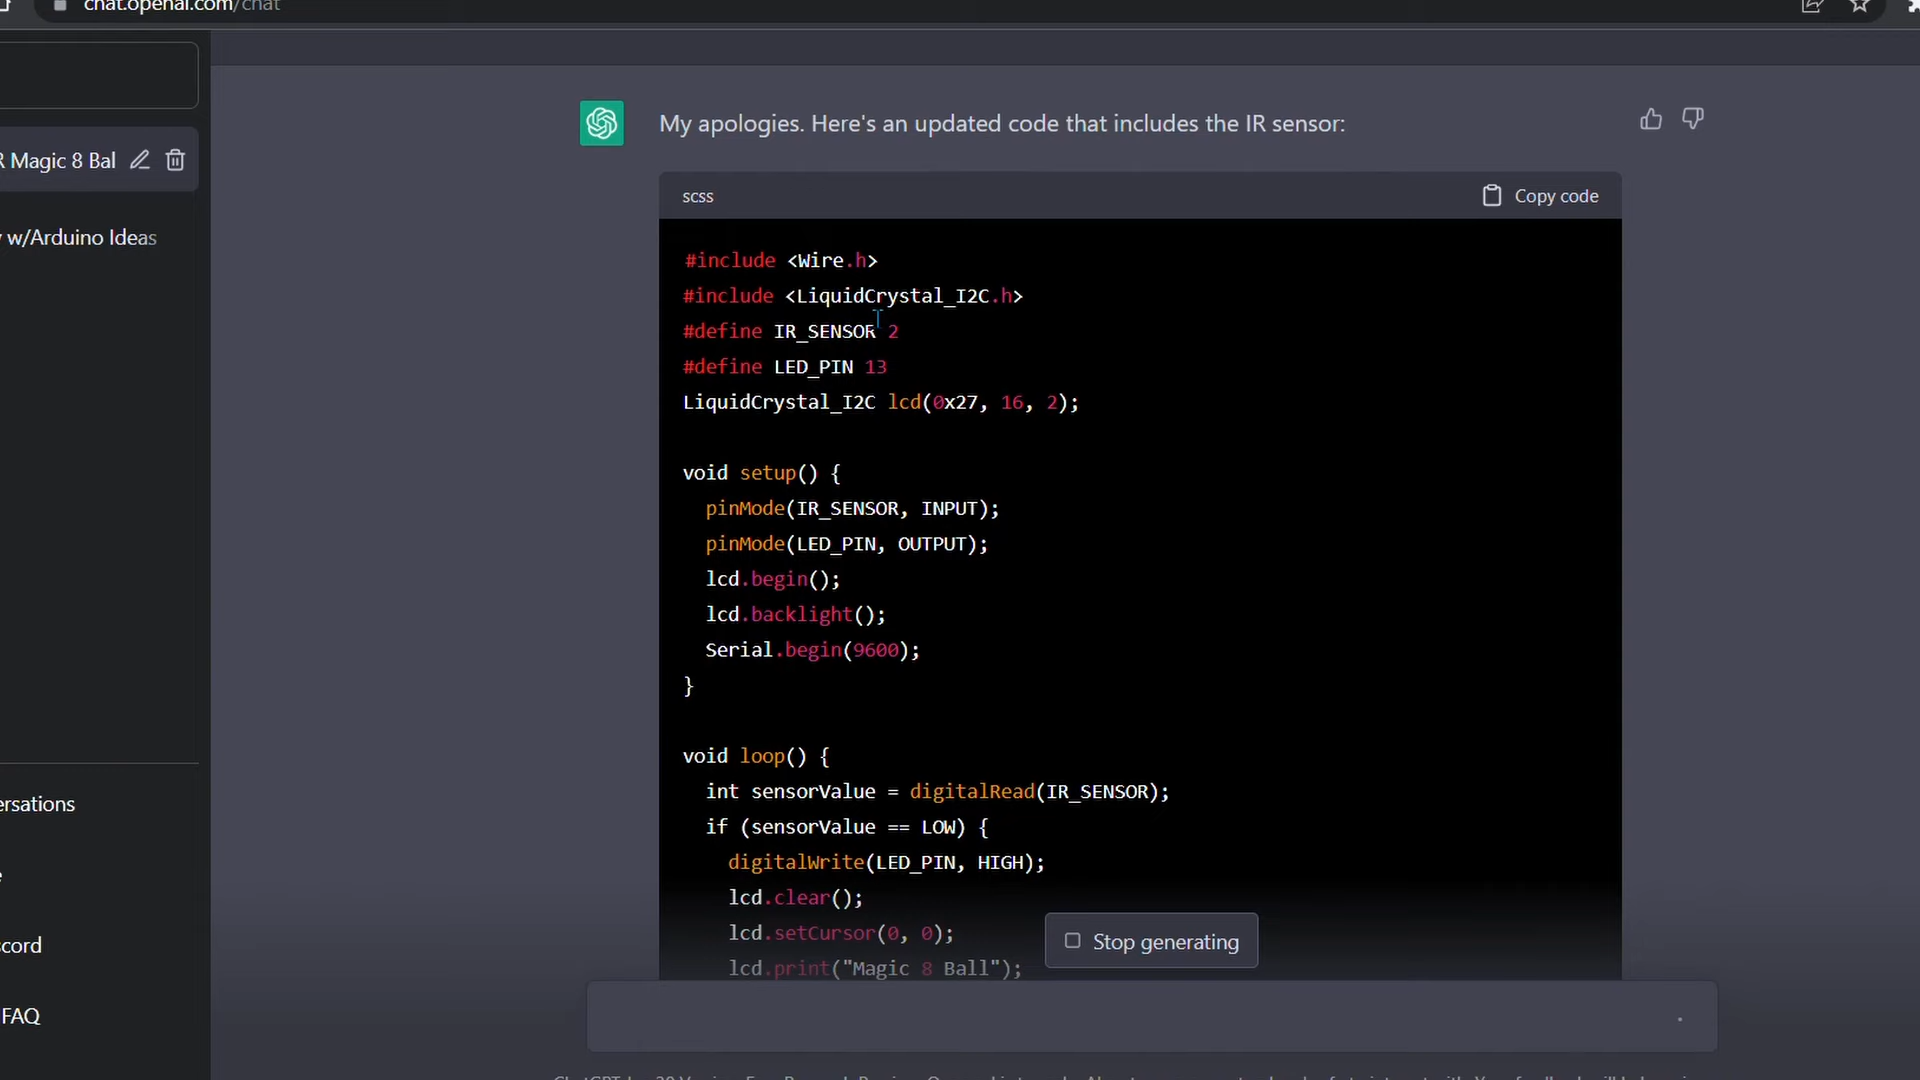 chat.openai.com/chat
R Magic 8 Bal
w/Arduino Ideas
ersations
scord
FAQ
My apologies. Here's an updated code that includes the IR sensor:
scss
Copy code
#include <Wire.h>
#include <LiquidCrystal_I2C.h>
#define IR_SENSOR 2
#define LED_PIN 13
LiquidCrystal_I2C lcd(0x27, 16, 2);
void setup() {
pinMode(IR_SENSOR, INPUT);
pinMode(LED_PIN, OUTPUT);
lcd.begin();
lcd.backlight();
Serial.begin(9600);
}
void loop() {
int sensorValue = digitalRead(IR_SENSOR);
if (sensorValue == LOW) {
digitalWrite(LED_PIN, HIGH);
lcd.clear();
lcd.setCursor(0, 0);
lcd.print("Magic 8 Ball");
Stop generating